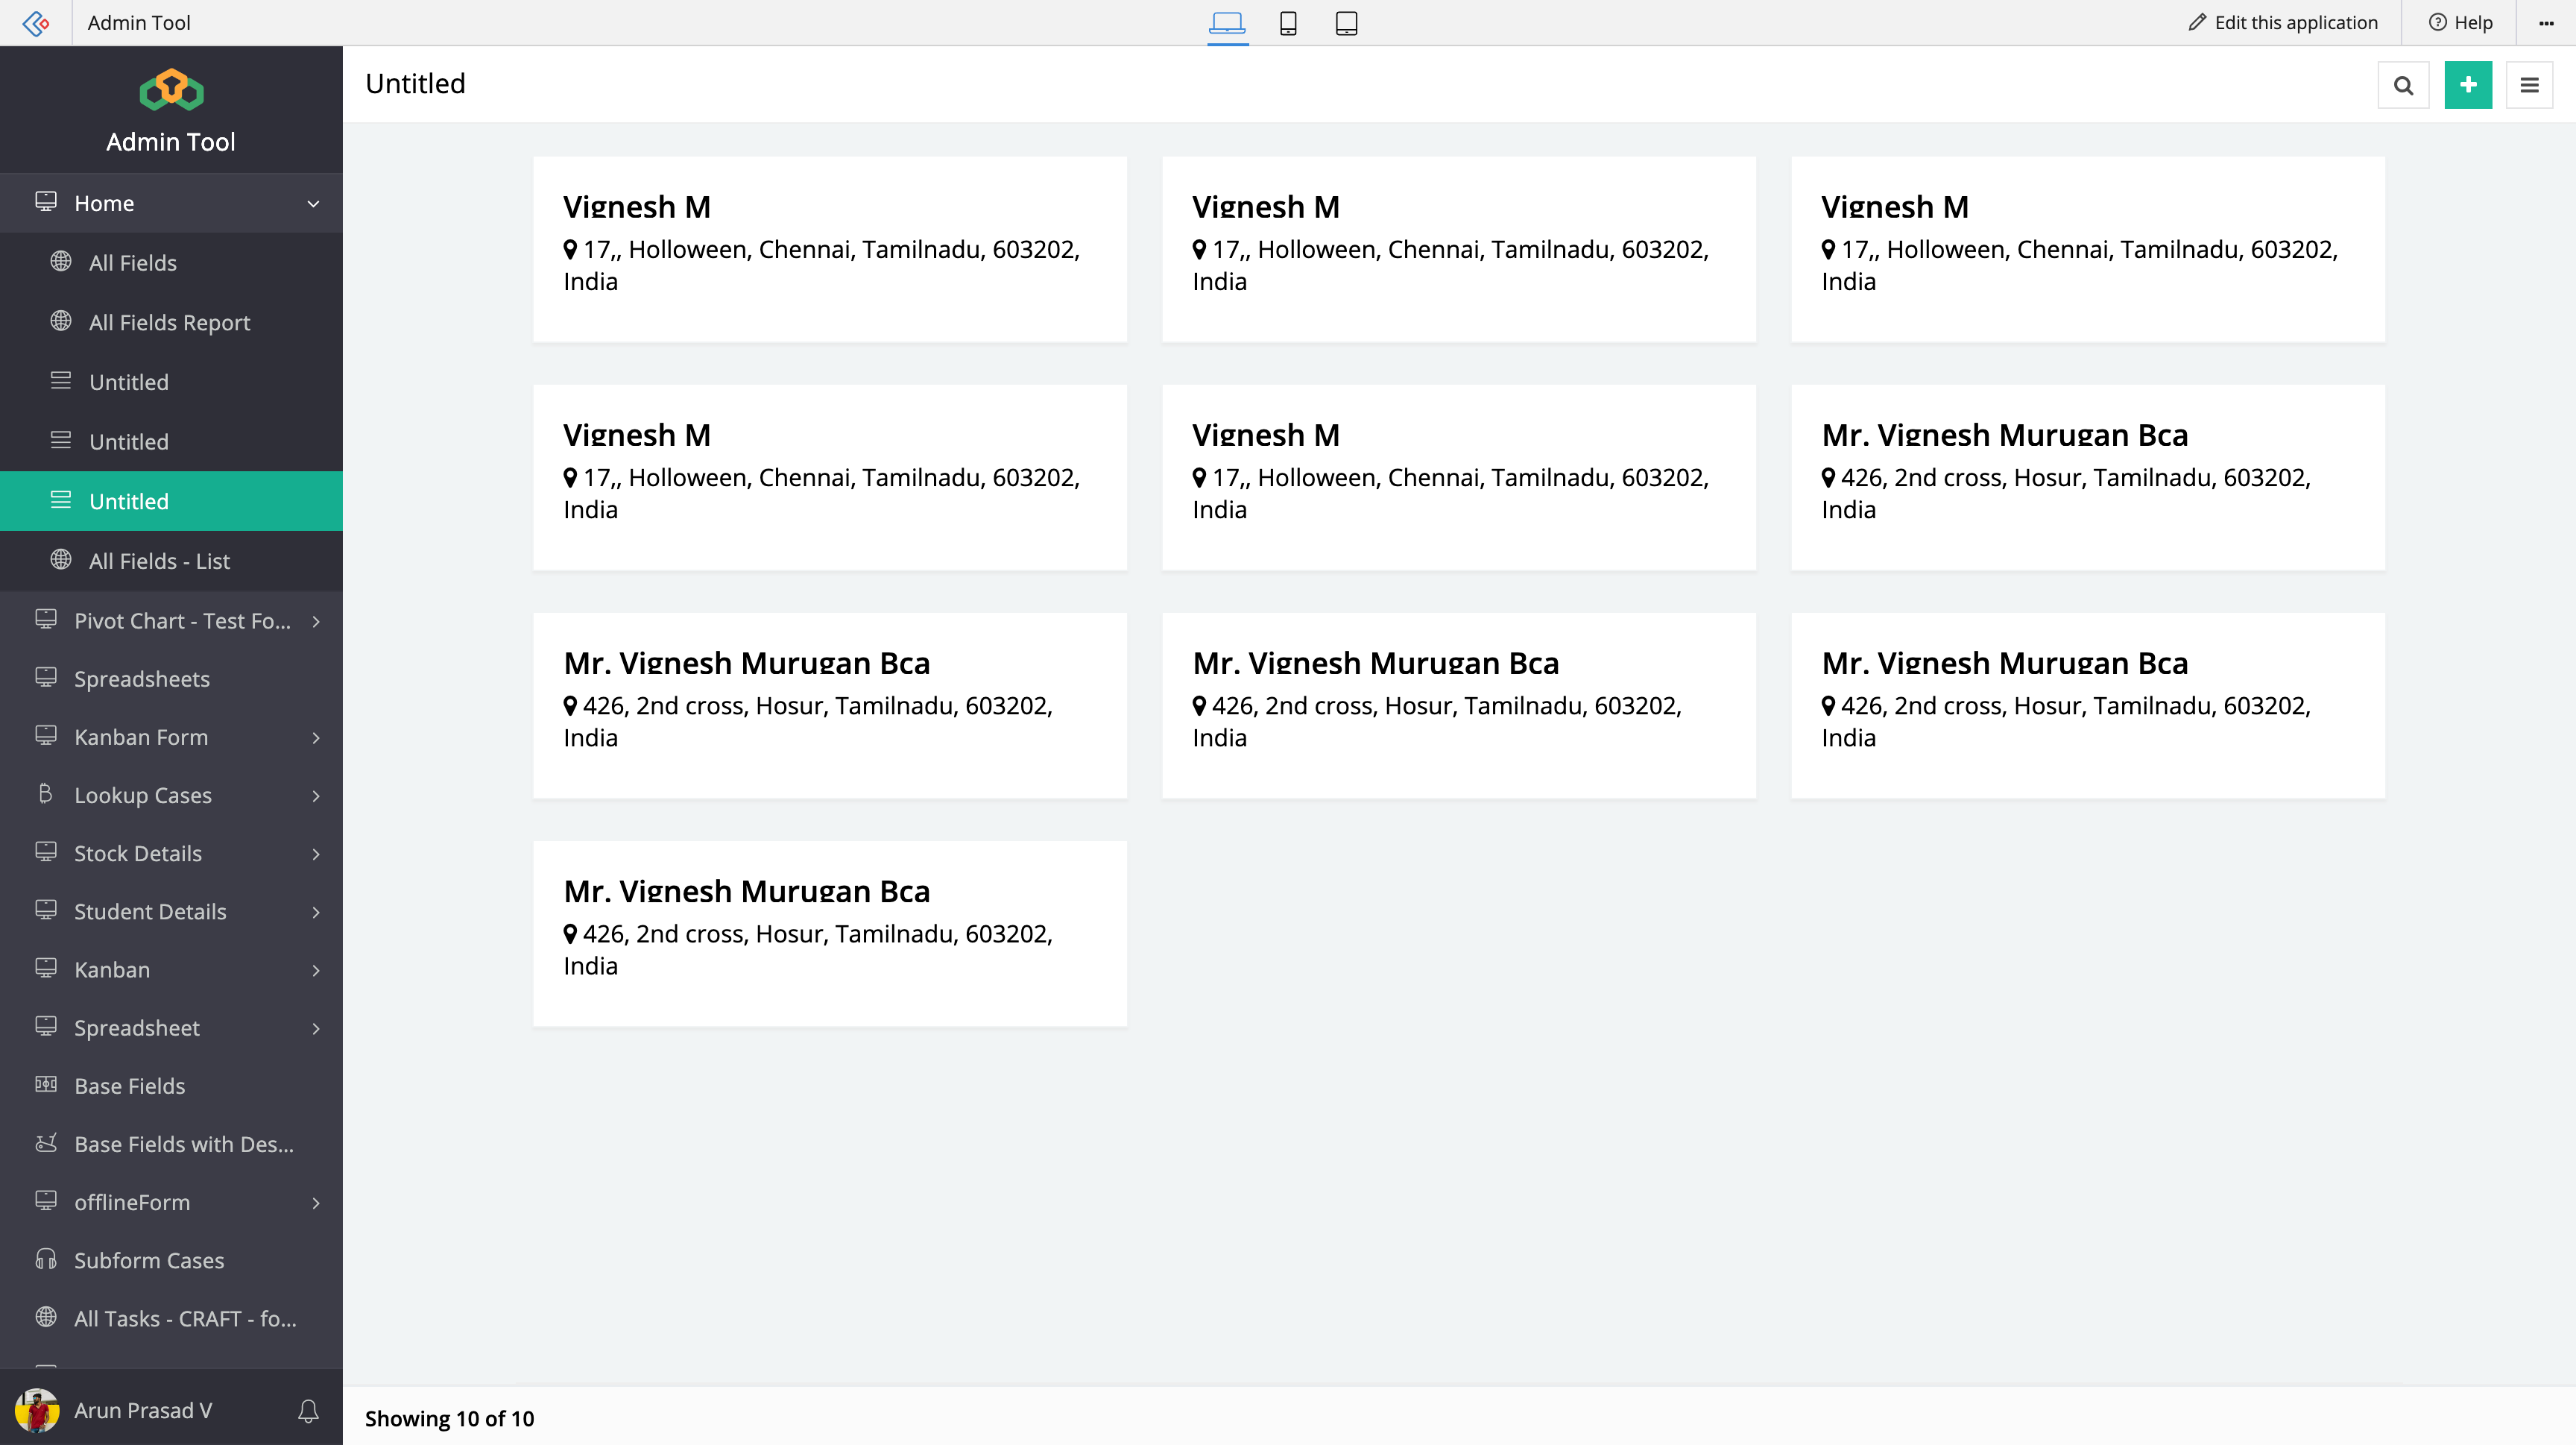 Admin Tool
Edit this application
Help
Admin Tool
Home
All Fields
All Fields Report
Untitled
Untitled
Untitled
All Fields - List
Pivot Chart - Test Fo...
Spreadsheets
Kanban Form
Lookup Cases
Stock Details
Student Details
Kanban
Spreadsheet
Base Fields
Base Fields with Des...
offlineForm
Subform Cases
All Tasks - CRAFT - fo...
Arun Prasad V
Untitled
Vignesh M
17,, Holloween, Chennai, Tamilnadu, 603202,
India
Vignesh M
17,, Holloween, Chennai, Tamilnadu, 603202,
India
Vignesh M
17,, Holloween, Chennai, Tamilnadu, 603202,
India
Vignesh M
17,, Holloween, Chennai, Tamilnadu, 603202,
India
Vignesh M
17,, Holloween, Chennai, Tamilnadu, 603202,
India
Mr. Vignesh Murugan Bca
426, 2nd cross, Hosur, Tamilnadu, 603202,
India
Mr. Vignesh Murugan Bca
426, 2nd cross, Hosur, Tamilnadu, 603202,
India
Mr. Vignesh Murugan Bca
426, 2nd cross, Hosur, Tamilnadu, 603202,
India
Mr. Vignesh Murugan Bca
426, 2nd cross, Hosur, Tamilnadu, 603202,
India
Mr. Vignesh Murugan Bca
426, 2nd cross, Hosur, Tamilnadu, 603202,
India
Showing 10 of 10